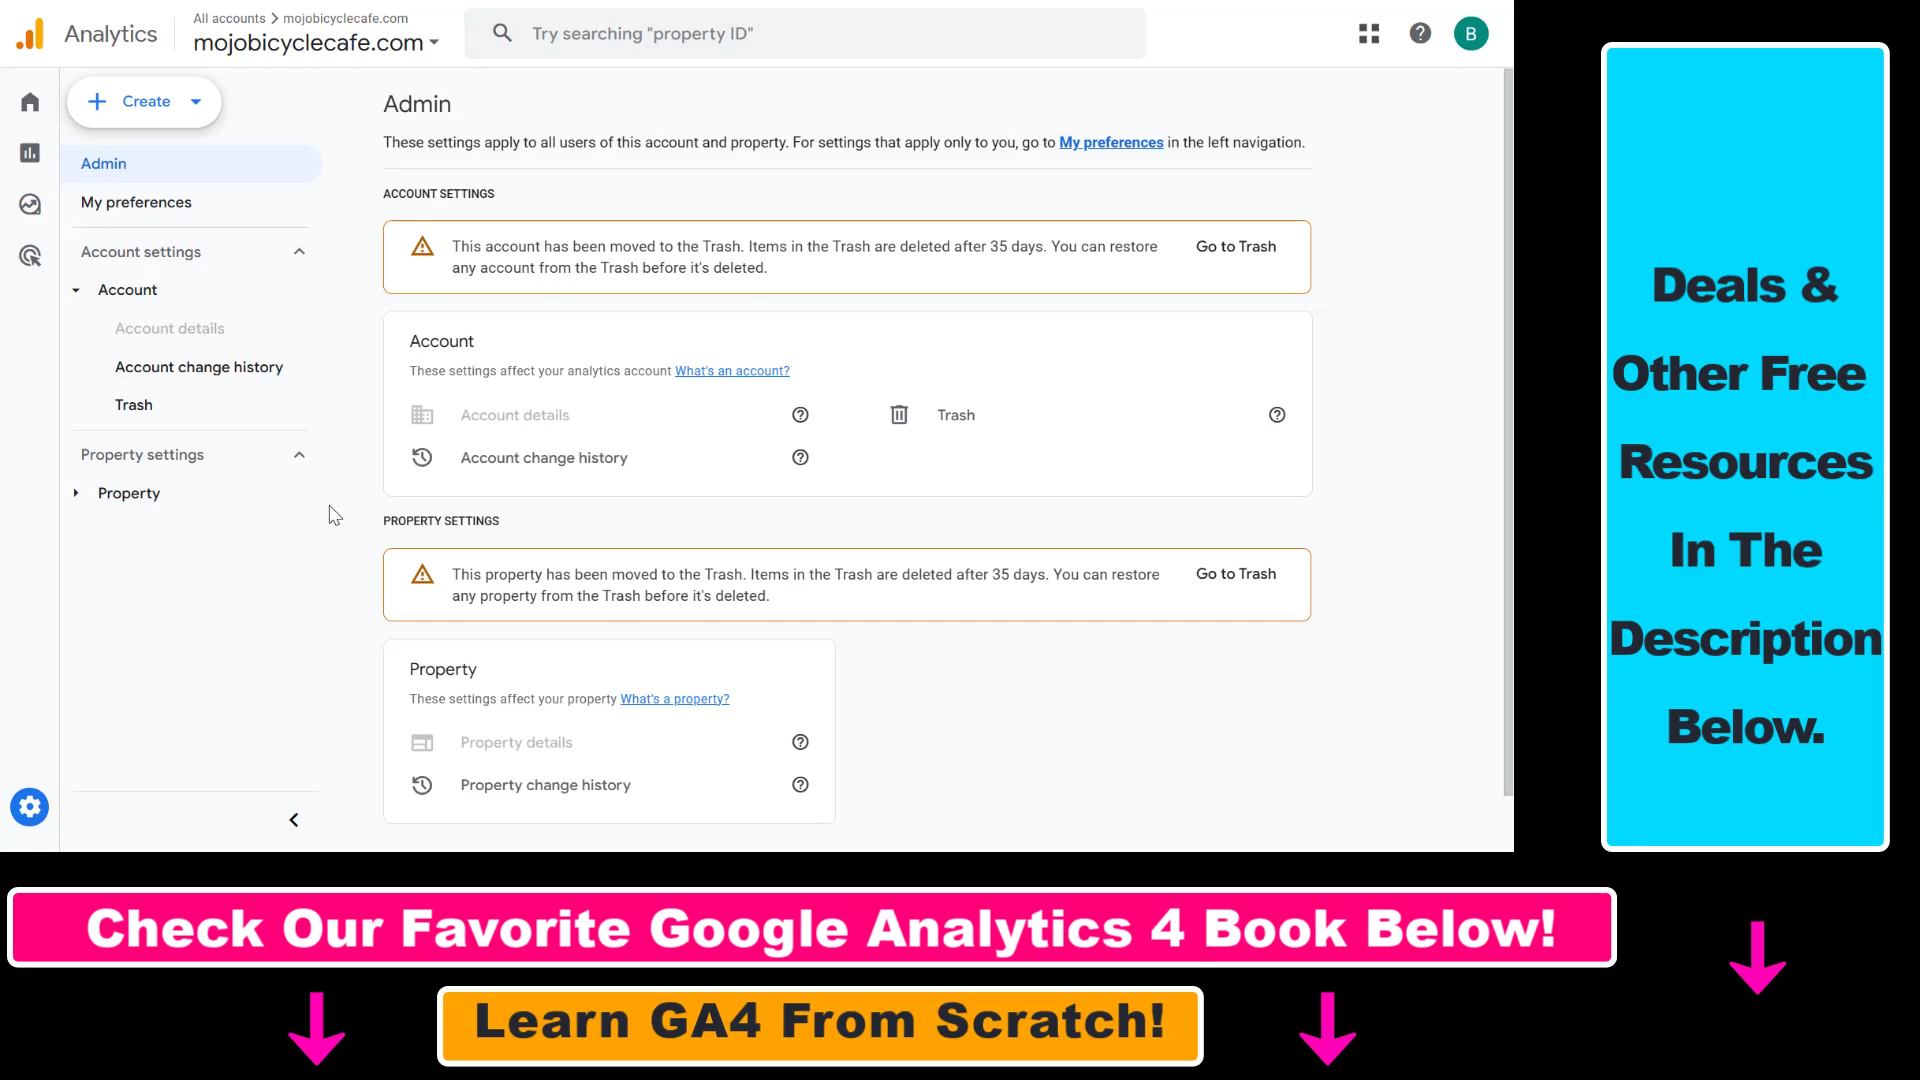 Analytics
All accounts > mojobicyclecafe.com
mojobicyclecafe.com
Try searching "property ID"
B
Create
Admin
My preferences
Account settings
Account
Account details
Account change history
Trash
Property settings
Property
Admin
These settings apply to all users of this account and property. For settings that apply only to you, go to My preferences in the left navigation.
ACCOUNT SETTINGS
This account has been moved to the Trash. Items in the Trash are deleted after 35 days. You can restore
any account from the Trash before it's deleted.
Go to Trash
Account
These settings affect your analytics account What's an account?
Account details
Trash
Account change history
PROPERTY SETTINGS
This property has been moved to the Trash. Items in the Trash are deleted after 35 days. You can restore
any property from the Trash before it's deleted.
Go to Trash
Property
These settings affect your property What's a property?
Property details
Property change history
Deals &
Other Free
Resources
In The
Description
Below.
Check Our Favorite Google Analytics 4 Book Below!
Learn GA4 From Scratch!